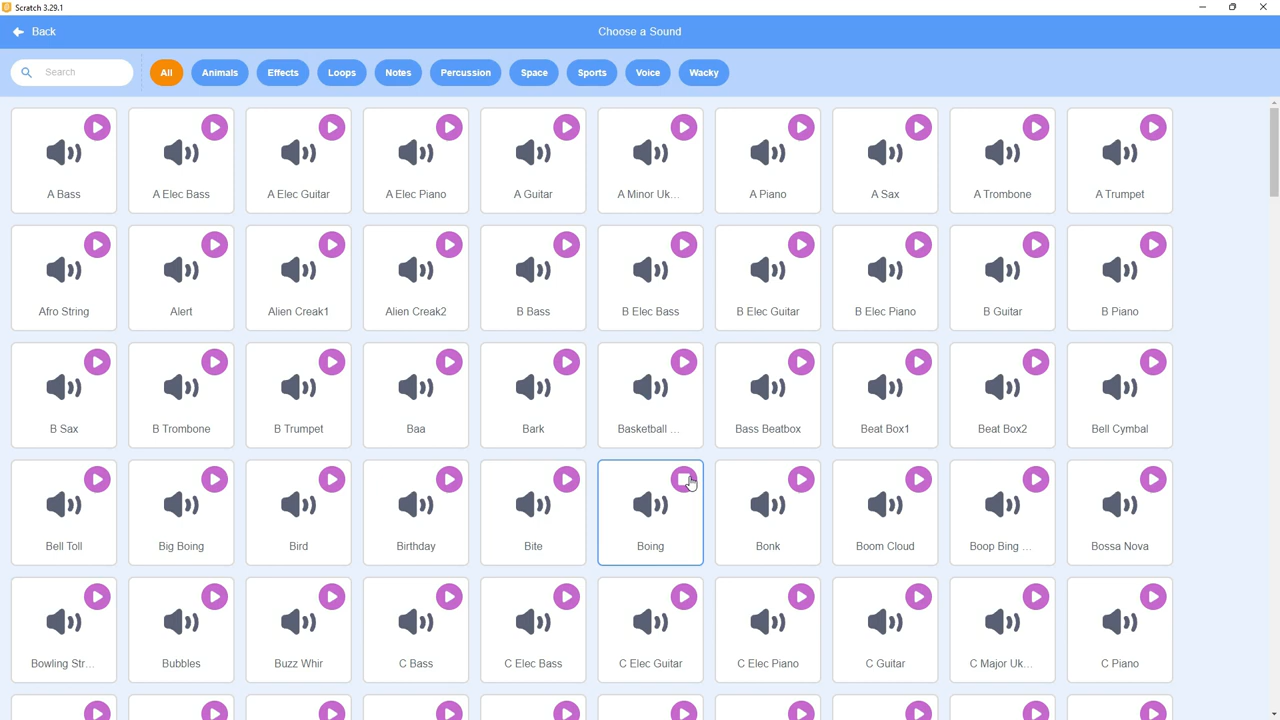 Scratch 3.29.1
Back
Choose a Sound
Search
All
Animals
Effects
Loops
Notes
Percussion
Space
Sports
Voice
Wacky
A Bass
A Elec Bass
A Elec Guitar
A Elec Piano
A Guitar
A Minor Uk...
A Piano
A Sax
A Trombone
A Trumpet
Afro String
Alert
Alien Creak1
Alien Creak2
B Bass
B Elec Bass
B Elec Guitar
B Elec Piano
B Guitar
B Piano
B Sax
B Trombone
B Trumpet
Baa
Bark
Basketball ...
Bass Beatbox
Beat Box1
Beat Box2
Bell Cymbal
Bell Toll
Big Boing
Bird
Birthday
Bite
Boing
Bonk
Boom Cloud
Boop Bing ...
Bossa Nova
Bowling Str...
Bubbles
Buzz Whir
C Bass
C Elec Bass
C Elec Guitar
C Elec Piano
C Guitar
C Major Uk...
C Piano